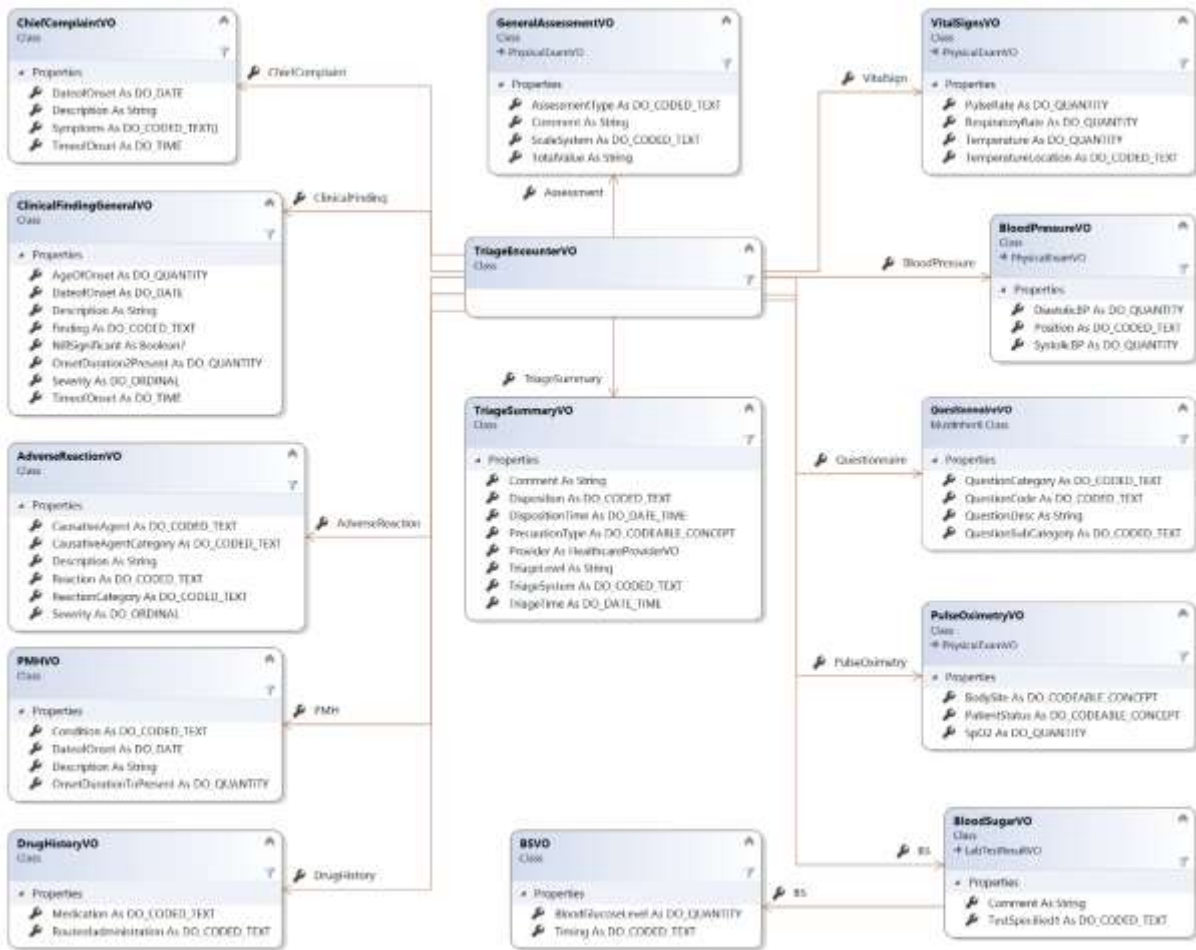 ChiefComplaintVO
Class
Properties
DateofOnset As DO_DATE
Description As String
Symptoms As DO_CODED_TEXT()
TimeofOnset As DO_TIME
ChiefComplaint
GeneralAssessmentVO
Class
PhysicalExamVO
Properties
AssessmentType As DO_CODED_TEXT
Comment As String
ScaleSystem As DO_CODED_TEXT
TotalValue As String
Assessment
VitalSignsVO
Class
PhysicalExamVO
Properties
PulseRate As DO_QUANTITY
RespiratoryRate As DO_QUANTITY
Temperature As DO_QUANTITY
TemperatureLocation As DO_CODED_TEXT
VitalSign
ClinicalFindingGeneralVO
Class
Properties
AgeOfOnset As DO_QUANTITY
DateofOnset As DO_DATE
Description As String
Finding As DO_CODED_TEXT
NillSignificant As Boolean?
OnsetDuration2Present As DO_QUANTITY
Severity As DO_ORDINAL
TimeofOnset As DO_TIME
ClinicalFinding
TriageEncounterVO
Class
BloodPressureVO
Class
PhysicalExamVO
Properties
DiastolicBP As DO_QUANTITY
Position As DO_CODED_TEXT
SystolicBP As DO_QUANTITY
BloodPressure
TriageSummary
TriageSummaryVO
Class
Properties
Comment As String
Disposition As DO_CODED_TEXT
DispositionTime As DO_DATE_TIME
PrecautionType As DO_CODEABLE_CONCEPT
Provider As HealthcareProviderVO
TriageLevel As String
TriageSystem As DO_CODED_TEXT
TriageTime As DO_DATE_TIME
QuestionnaireVO
MustInherit Class
Properties
QuestionCategory As DO_CODED_TEXT
QuestionCode As DO_CODED_TEXT
QuestionDesc As String
QuestionSubCategory As DO_CODED_TEXT
Questionnaire
AdverseReactionVO
Class
Properties
CausativeAgent As DO_CODED_TEXT
CausativeAgentCategory As DO_CODED_TEXT
Description As String
Reaction As DO_CODED_TEXT
ReactionCategory As DO_CODED_TEXT
Severity As DO_ORDINAL
AdverseReaction
PulseOximetryVO
Class
PhysicalExamVO
Properties
BodySite As DO_CODEABLE_CONCEPT
PatientStatus As DO_CODEABLE_CONCEPT
SpO2 As DO_QUANTITY
PulseOximetry
PMHVO
Class
Properties
Condition As DO_CODED_TEXT
DateofOnset As DO_DATE
Description As String
OnsetDurationToPresent As DO_QUANTITY
PMH
DrugHistoryVO
Class
Properties
Medication As DO_CODED_TEXT
Routeofadministration As DO_CODED_TEXT
DrugHistory
BSVO
Class
Properties
BloodGlucoseLevel As DO_QUANTITY
Timing As DO_CODED_TEXT
BS
BS
BloodSugarVO
Class
LabTestResultVO
Properties
Comment As String
TestSpecified1 As DO_CODED_TEXT